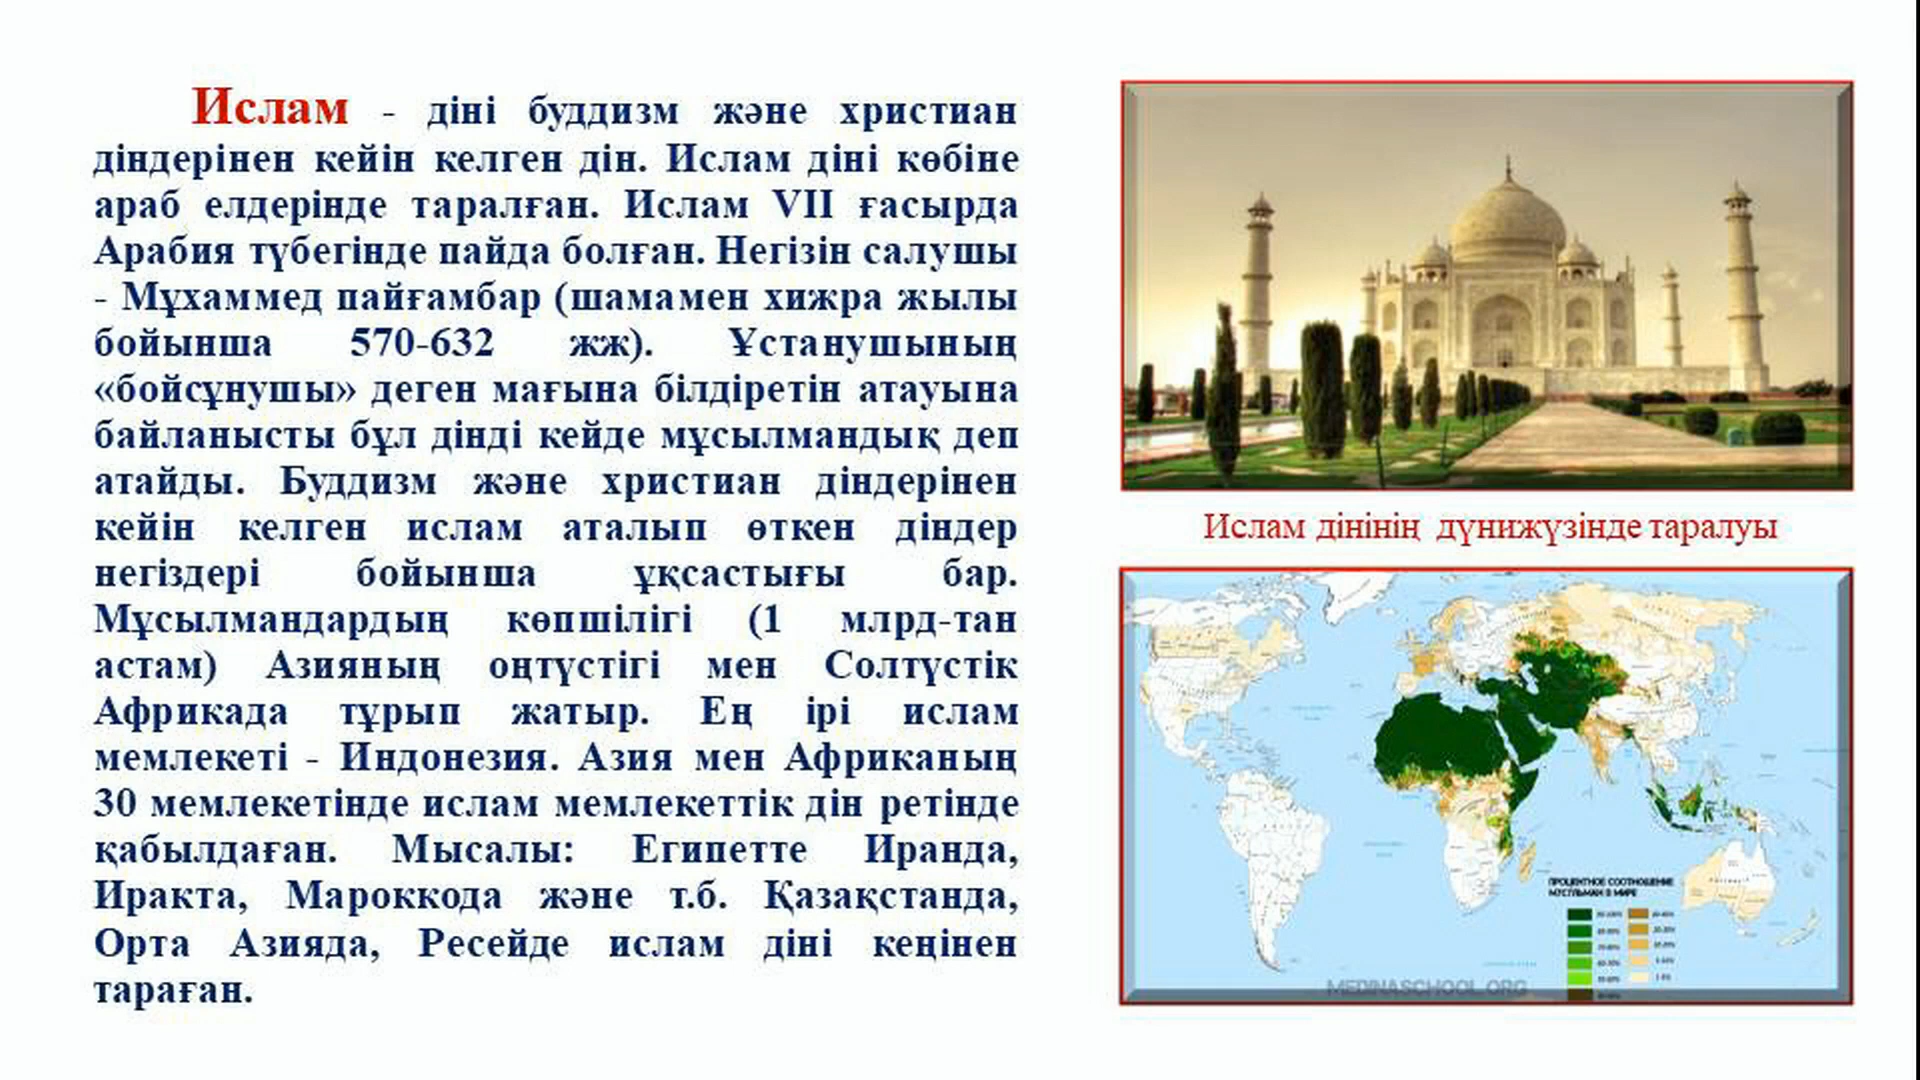 Ислам - діні буддизм және христиан
діндерінен кейін келген дін. Ислам діні көбіне
араб елдерінде таралған. Ислам VII ғасырда
Арабия түбегінде пайда болған. Негізін салушы
- Мұхаммед пайғамбар (шамамен хижра жылы
бойынша 570-632 жж). Ұстанушының
«бойсұнушы» деген мағына білдіретін атауына
байланысты бұл дінді кейде мұсылмандық деп
атайды. Буддизм және христиан діндерінен
кейін келген ислам аталып өткен діндер
негіздері бойынша ұқсастығы бар.
Мұсылмандардың көпшілігі (1 млрд-тан
астам) Азияның оңтүстігі мен Солтүстік
Африкада тұрып жатыр. Ең ірі ислам
мемлекеті - Индонезия. Азия мен Африканың
30 мемлекетінде ислам мемлекеттік дін ретінде
қабылдаған. Мысалы: Египетте Иранда,
Иракта, Мароккода және т.б. Қазақстанда,
Орта Азияда, Ресейде ислам діні кеңінен
тараған.
Ислам дінінің дүнижүзінде таралуы
ПРОЦЕНТНОЕ СООТНОШЕНИЕ
МУСУЛЬМАН В МИРЕ
MEDINASCHOOL.ORG